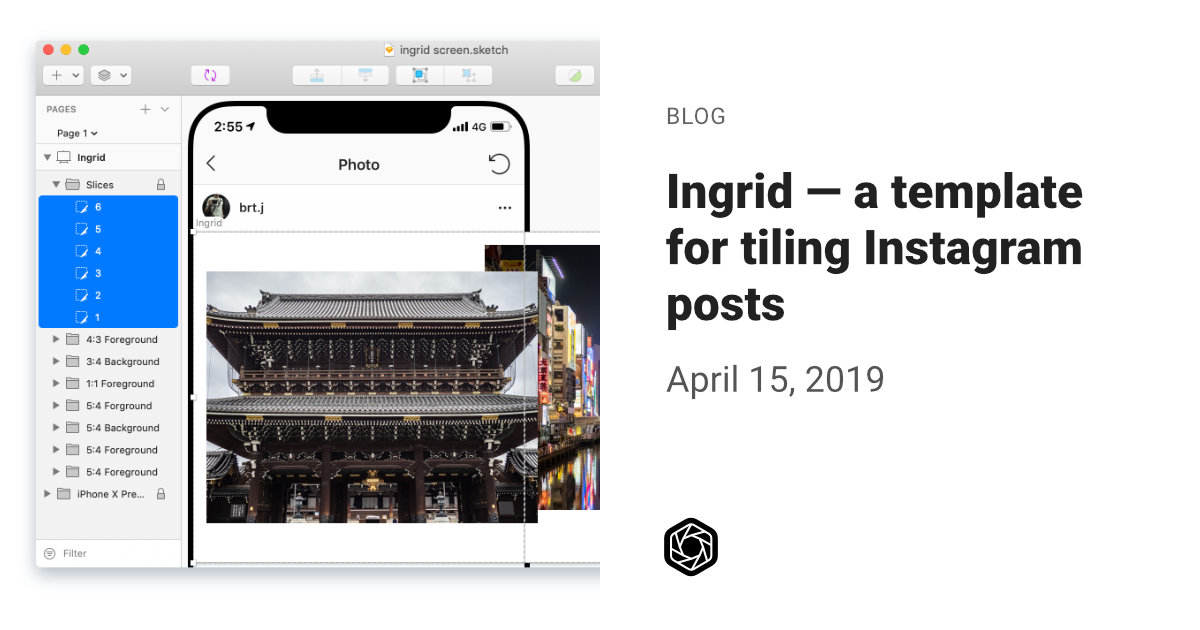 ingrid screen.sketch
PAGES
Page 1
Ingrid
Slices
6
5
4
3
2
1
4:3 Foreground
3:4 Background
1:1 Foreground
5:4 Forground
5:4 Background
5:4 Foreground
5:4 Foreground
iPhone X Pre...
Filter
2:55
4G
Photo
brt.j
Ingrid
BLOG
Ingrid — a template
for tiling Instagram
posts
April 15, 2019